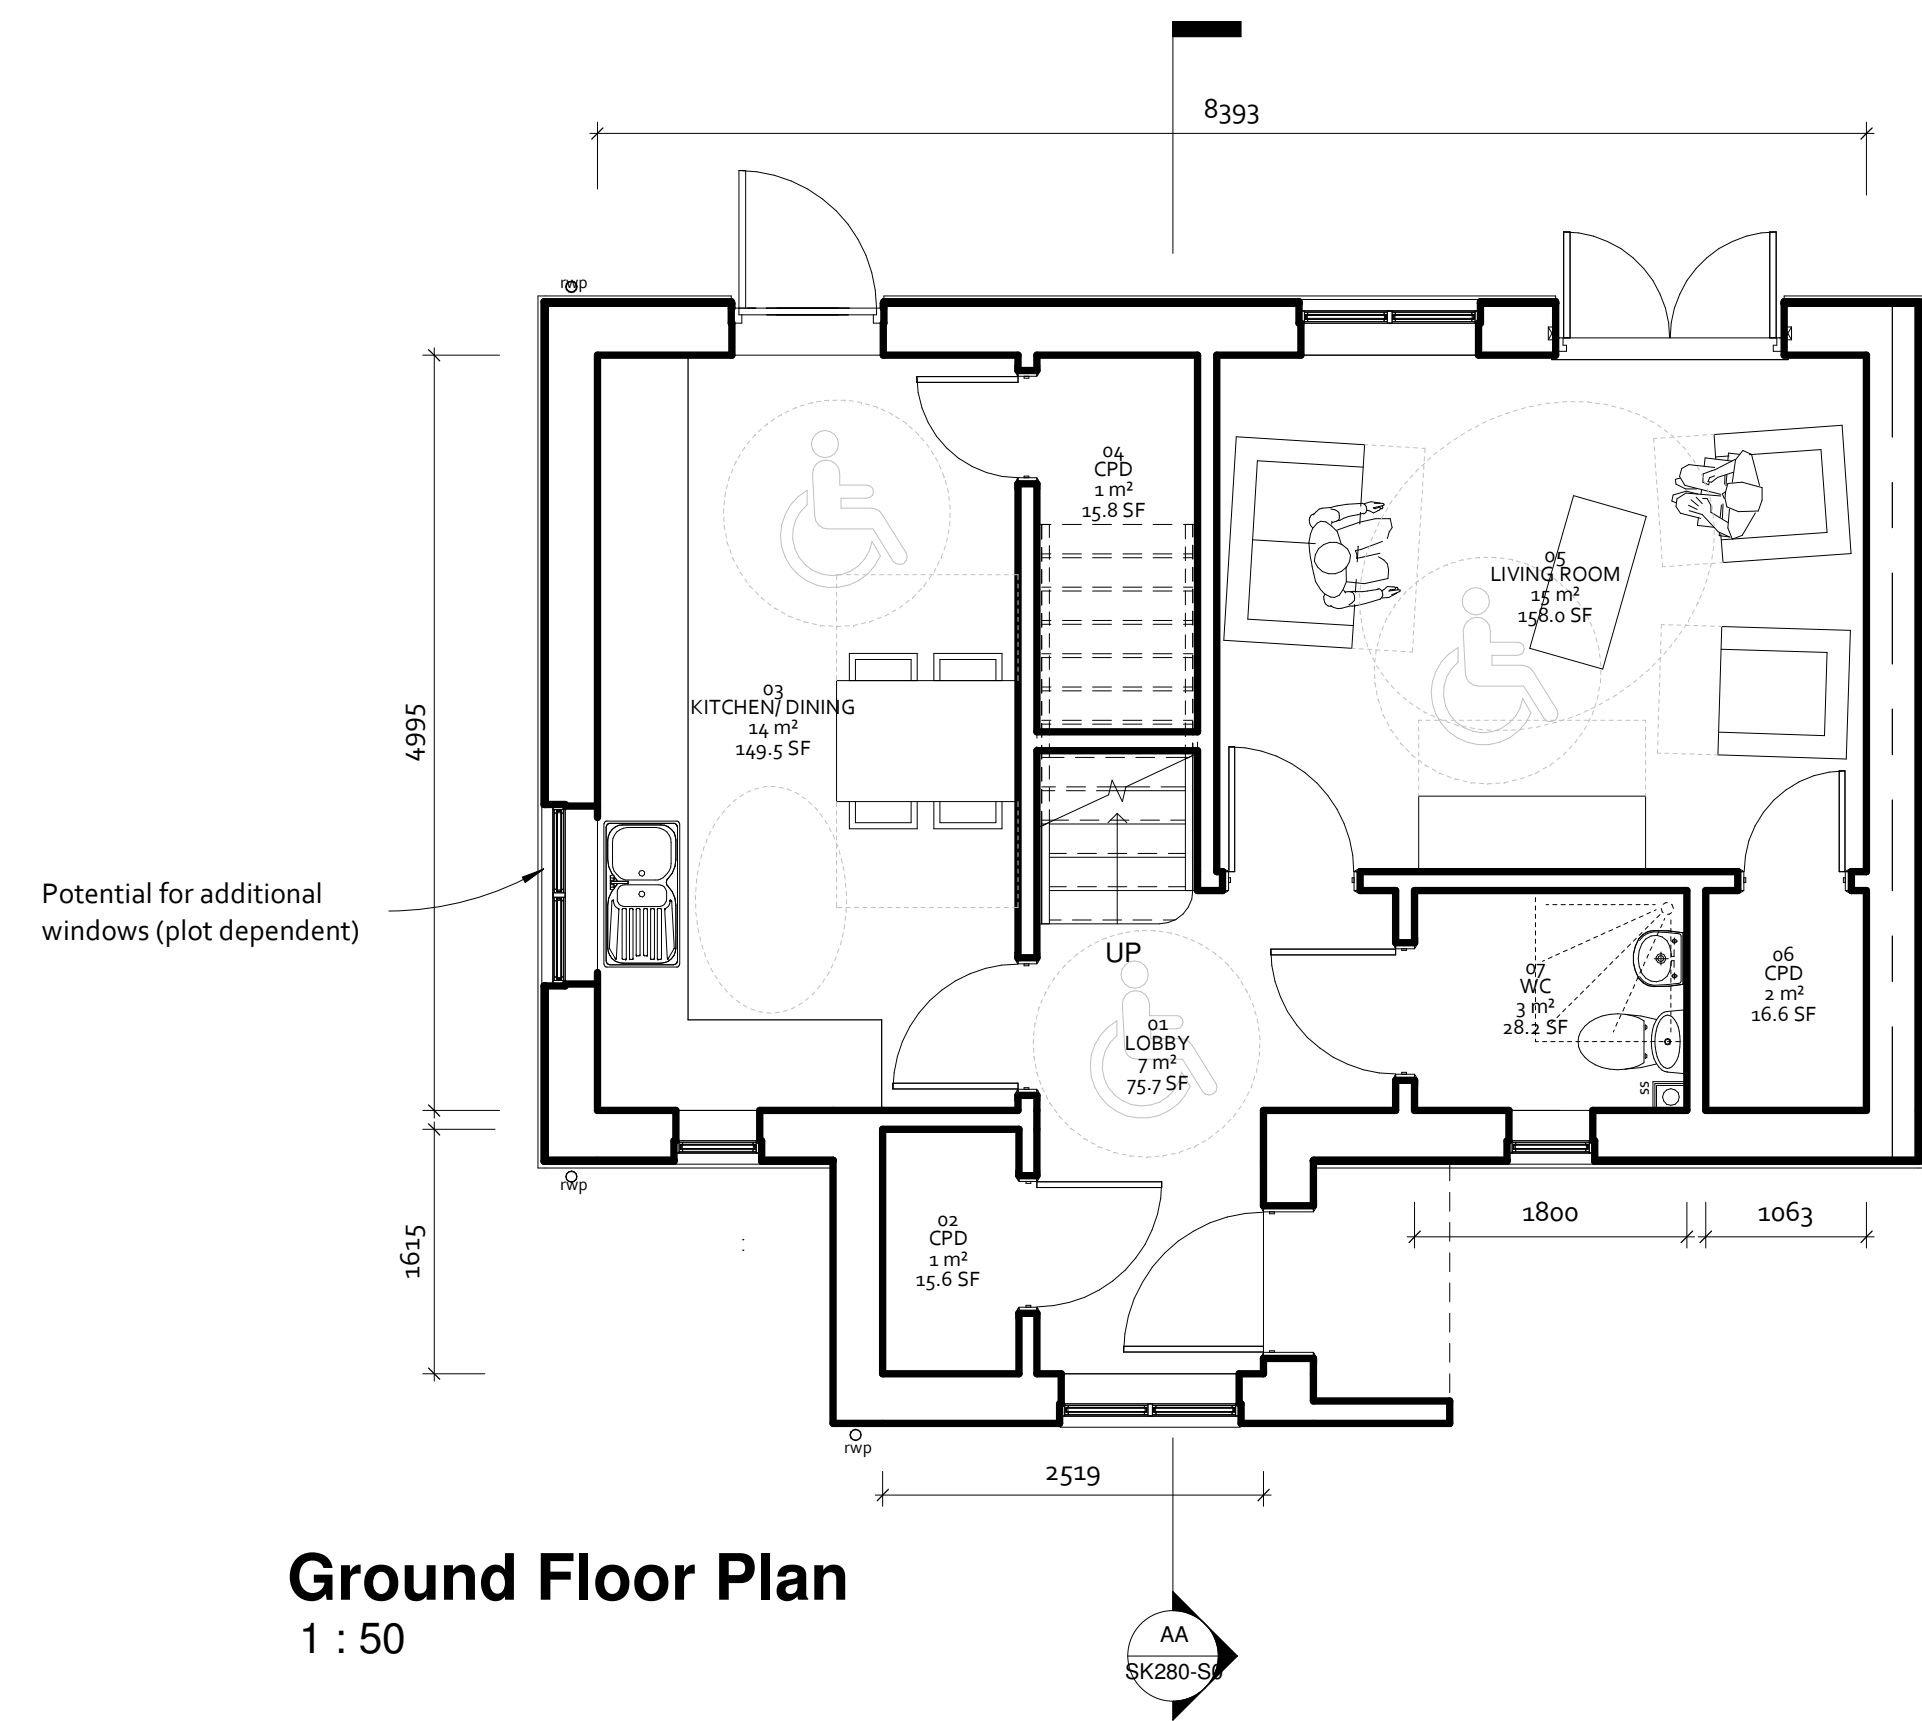 8393
rwp
04
CPD
1 m²
15.8 SF
05
LIVING ROOM
15 m²
158.0 SF
03
KITCHEN/ DINING
14 m²
149.5 SF
4995
Potential for additional
windows (plot dependent)
UP
01
LOBBY
7 m²
75.7 SF
07
WC
3 m²
28.2 SF
06
CPD
2 m²
16.6 SF
ss
rwp
02
CPD
1 m²
15.6 SF
1615
1800
1063
rwp
2519
Ground Floor Plan
1 : 50
AA
SK280-S0